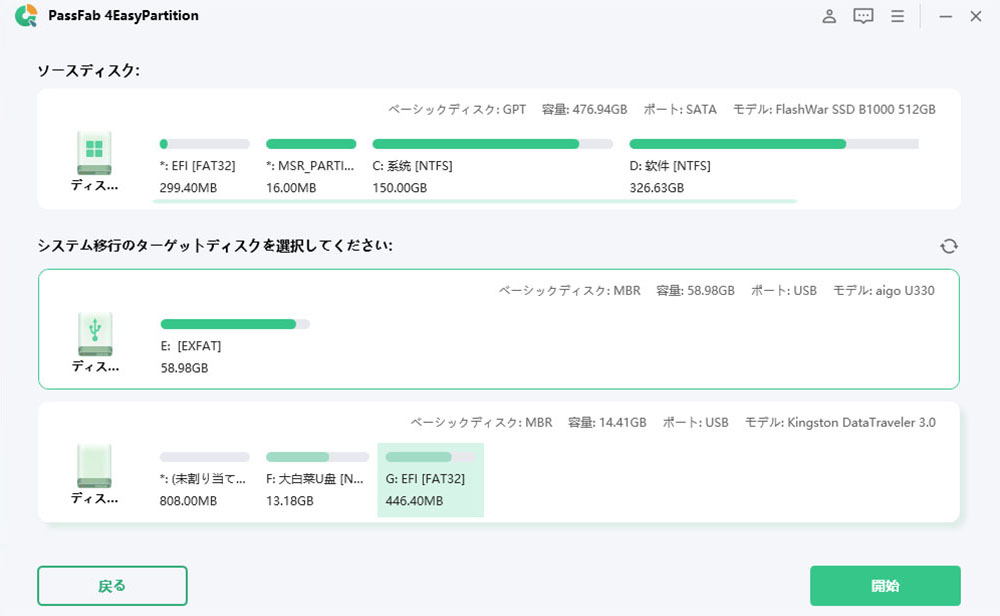 PassFab 4EasyPartition
ソースディスク:
ベーシックディスク: GPT 容量: 476.94GB ポート: SATA モデル: FlashWar SSD B1000 512GB
ディス...
*: EFI [FAT32]
299.40MB
*: MSR_PARTI...
16.00MB
C: 系统 [NTFS]
150.00GB
D: 软件 [NTFS]
326.63GB
システム移行のターゲットディスクを選択してください:
ベーシックディスク: MBR 容量: 58.98GB ポート: USB モデル: aigo U330
ディス...
E: [EXFAT]
58.98GB
ベーシックディスク: MBR 容量: 14.41GB ポート: USB モデル: Kingston DataTraveler 3.0
ディス...
*: (未割り当て...
808.00MB
F: 大白菜U盘 [N...
13.18GB
G: EFI [FAT32]
446.40MB
戻る
開始